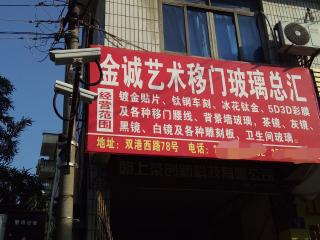 金诚艺术移门玻璃总汇
经营范围
镀金贴片、钛钢车刻、冰花钛金、5D3D彩膜
及各种移门腰线、背景墙玻璃、茶镜、灰镜、
黑镜、白镜及各种雕刻板、卫生间玻璃。
地址：双港西路78号 电话：